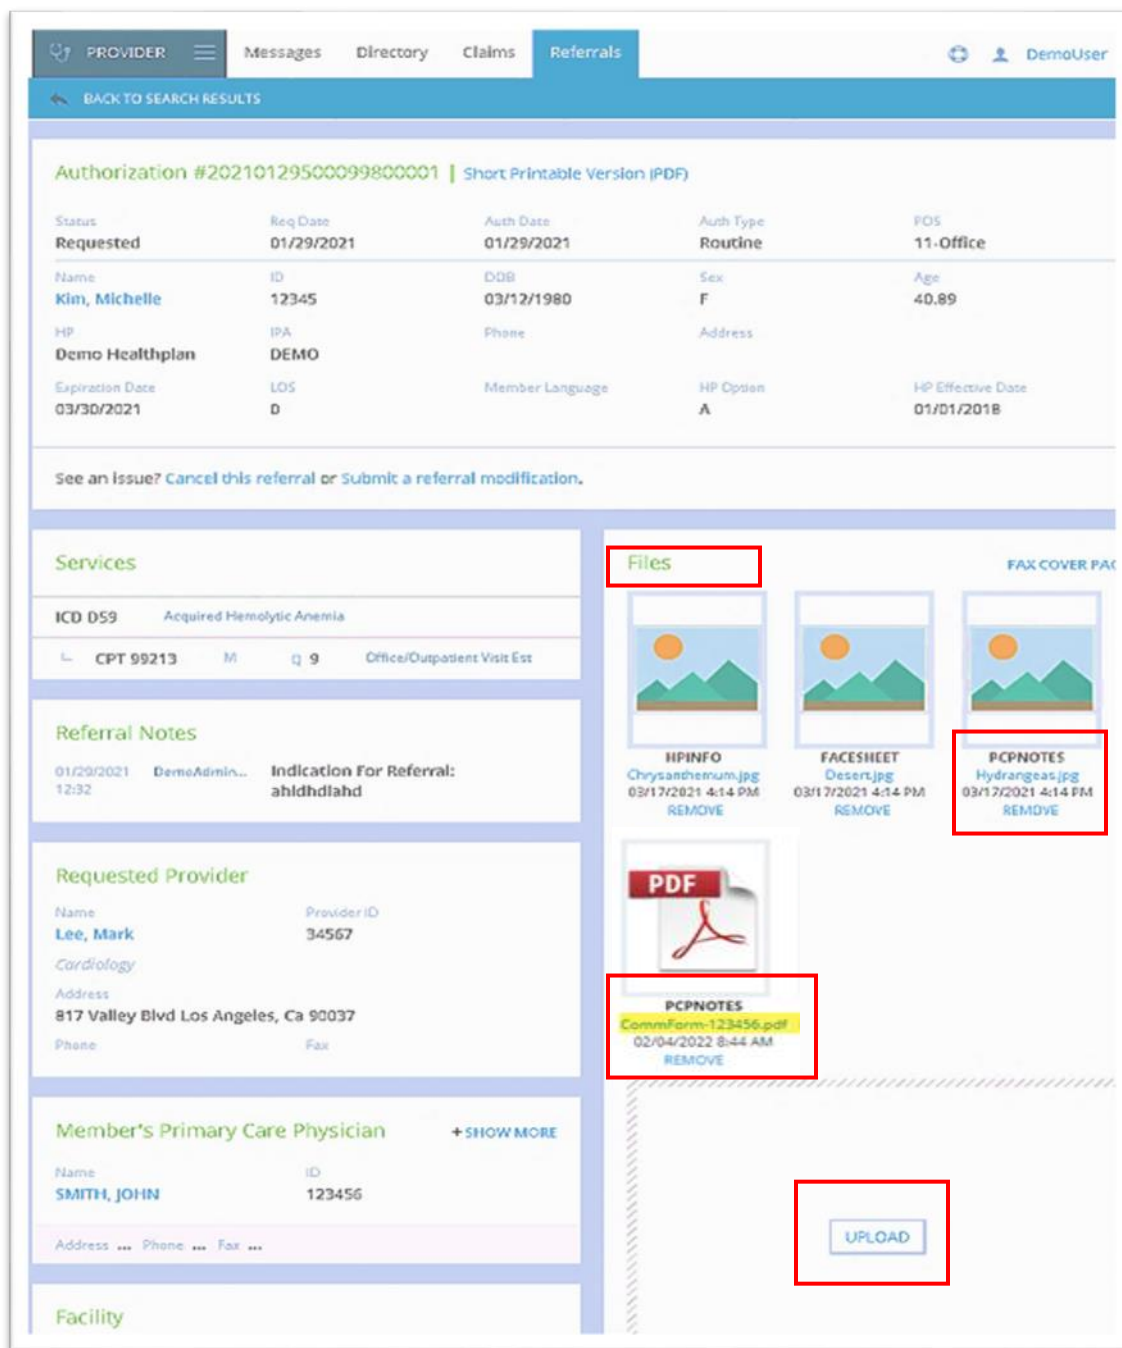 PROVIDER Messages Directory Claims Referrals DemoUser
BACK TO SEARCH RESULTS
Authorization #20210129500099800001 | Short Printable Version (PDF)
Status Req Date Auth Date Auth Type POS
Requested 01/29/2021 01/29/2021 Routine 11-Office
Name ID DOB Sex Age
Kim, Michelle 12345 03/12/1980 F 40.89
HP IPA Phone Address
Demo Healthplan DEMO
Expiration Date LOS Member Language HP Option HP Effective Date
03/30/2021 D A 01/01/2018
See an issue? Cancel this referral or Submit a referral modification.
Services
ICD D59 Acquired Hemolytic Anemia
CPT 99213 M Q 9 Office/Outpatient Visit Est
Referral Notes
01/29/2021 DemoAdmin... Indication For Referral:
12:32 ahldhdlahd
Requested Provider
Name Provider ID
Lee, Mark 34567
Cardiology
Address
817 Valley Blvd Los Angeles, Ca 90037
Phone Fax
Member's Primary Care Physician +SHOW MORE
Name ID
SMITH, JOHN 123456
Address ... Phone ... Fax ...
Facility
Files FAX COVER PAG
HPINFO FACESHEET PCPNOTES
Chrysanthemum.jpg Desert.jpg Hydrangeas.jpg
03/17/2021 4:14 PM 03/17/2021 4:14 PM 03/17/2021 4:14 PM
REMOVE REMOVE REMOVE
PDF
PCPNOTES
CommForm-123456.pdf
02/04/2022 8:44 AM
REMOVE
UPLOAD